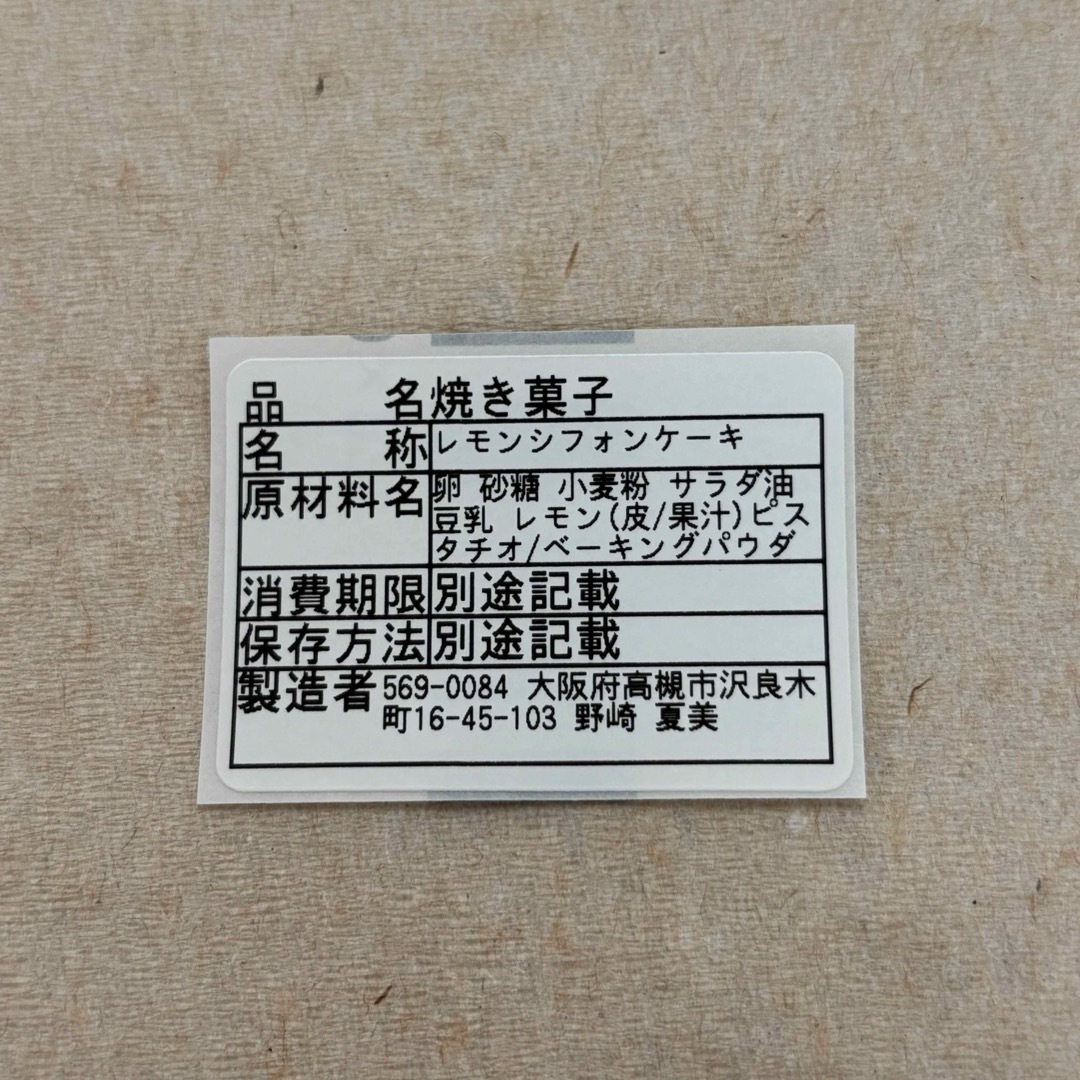 品名 焼き菓子
名称 レモンシフォンケーキ
原材料名 卵 砂糖 小麦粉 サラダ油
豆乳 レモン(皮/果汁)ピス
タチオ/ベーキングパウダ
消費期限 別途記載
保存方法 別途記載
製造者 569-0084 大阪府高槻市沢良木
町16-45-103 野崎 夏美